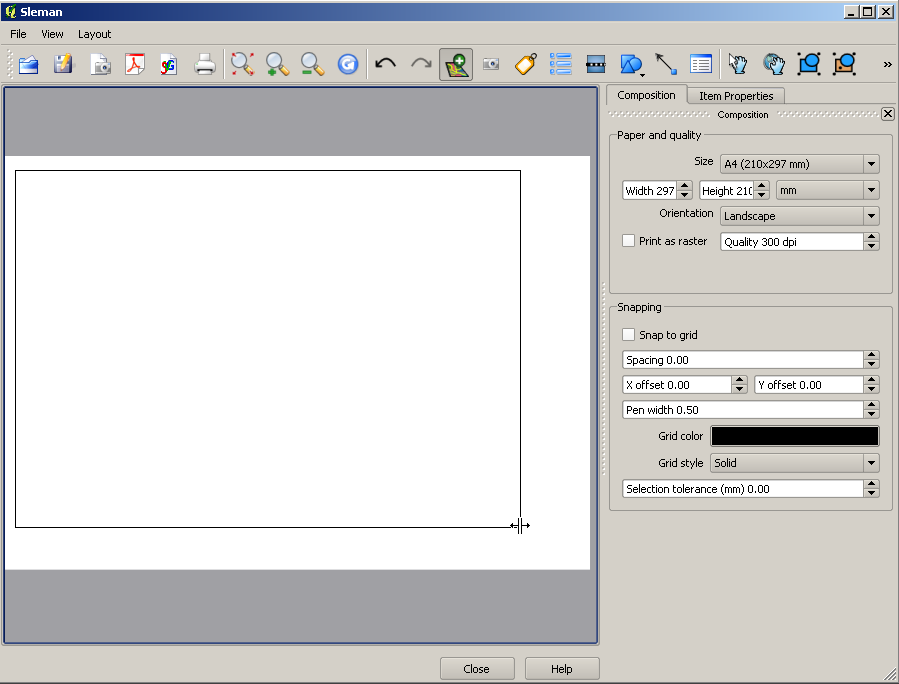 Sleman
File View Layout
»
Composition Item Properties
Composition
Paper and quality
Size A4 (210x297 mm)
Width 297 Height 210 mm
Orientation Landscape
Print as raster Quality 300 dpi
Snapping
Snap to grid
Spacing 0.00
X offset 0.00 Y offset 0.00
Pen width 0.50
Grid color
Grid style Solid
Selection tolerance (mm) 0.00
Close Help